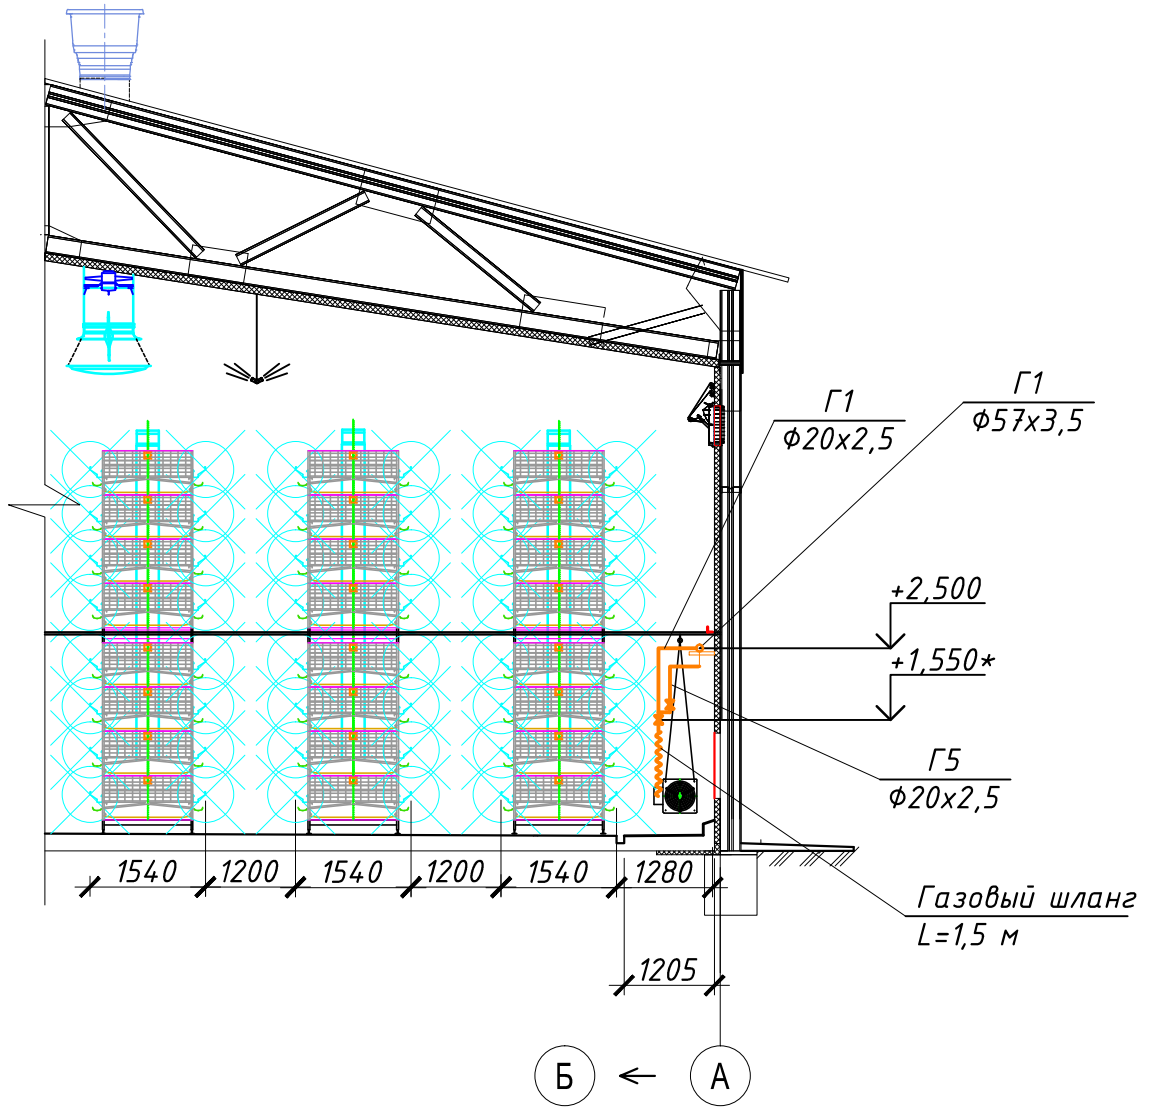 Г1
Ф57х3,5
Г1
Ф20х2,5
+2,500
+1,550*
Г5
Ф20х2,5
1540
1200
1540
1200
1540
1280
Газовый шланг
L=1,5 м
1205
Б
А